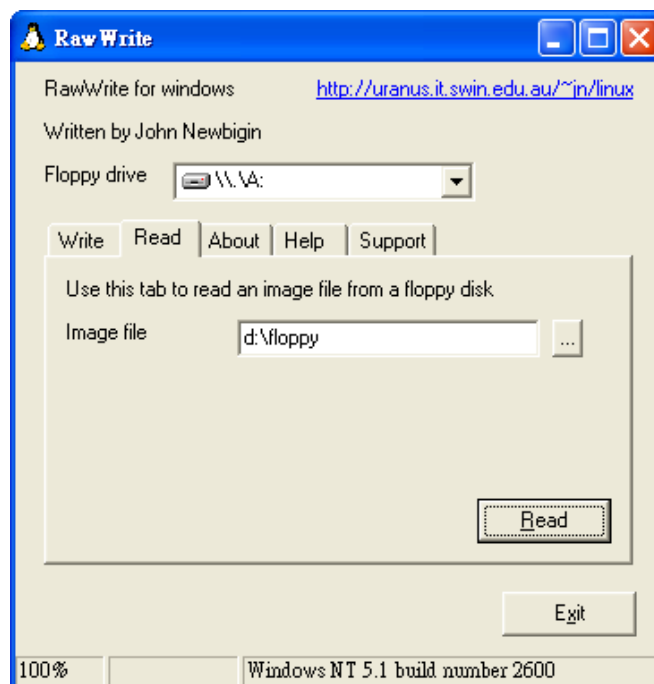 RawWrite
RawWrite for windows http://uranus.it.swin.edu.au/~jn/linux
Written by John Newbigin
Floppy drive \\.\A:
Write Read About Help Support
Use this tab to read an image file from a floppy disk
Image file d:\floppy ...
Read
Exit
100% Windows NT 5.1 build number 2600